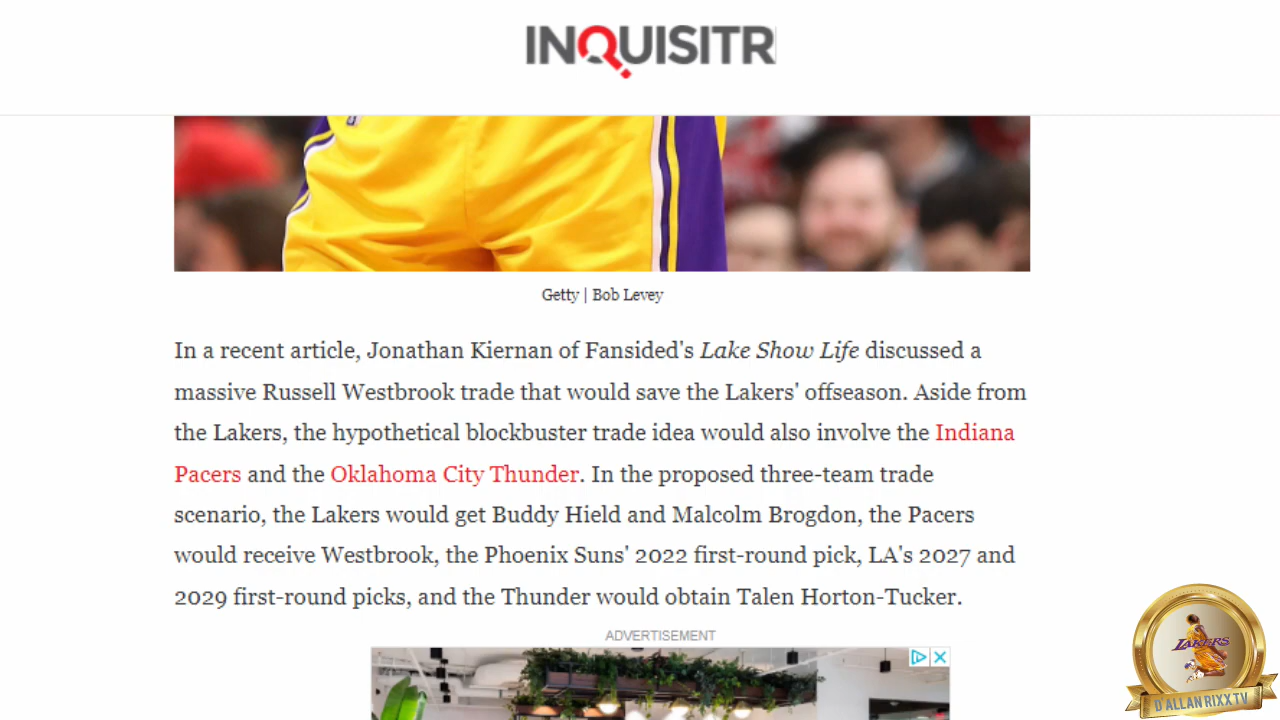 INQUISITR
Getty | Bob Levey
In a recent article, Jonathan Kiernan of Fansided's Lake Show Life discussed a
massive Russell Westbrook trade that would save the Lakers' offseason. Aside from
the Lakers, the hypothetical blockbuster trade idea would also involve the Indiana
Pacers and the Oklahoma City Thunder. In the proposed three-team trade
scenario, the Lakers would get Buddy Hield and Malcolm Brogdon, the Pacers
would receive Westbrook, the Phoenix Suns' 2022 first-round pick, LA's 2027 and
2029 first-round picks, and the Thunder would obtain Talen Horton-Tucker.
ADVERTISEMENT
LAKERS
D'ALLAN RIXX TV